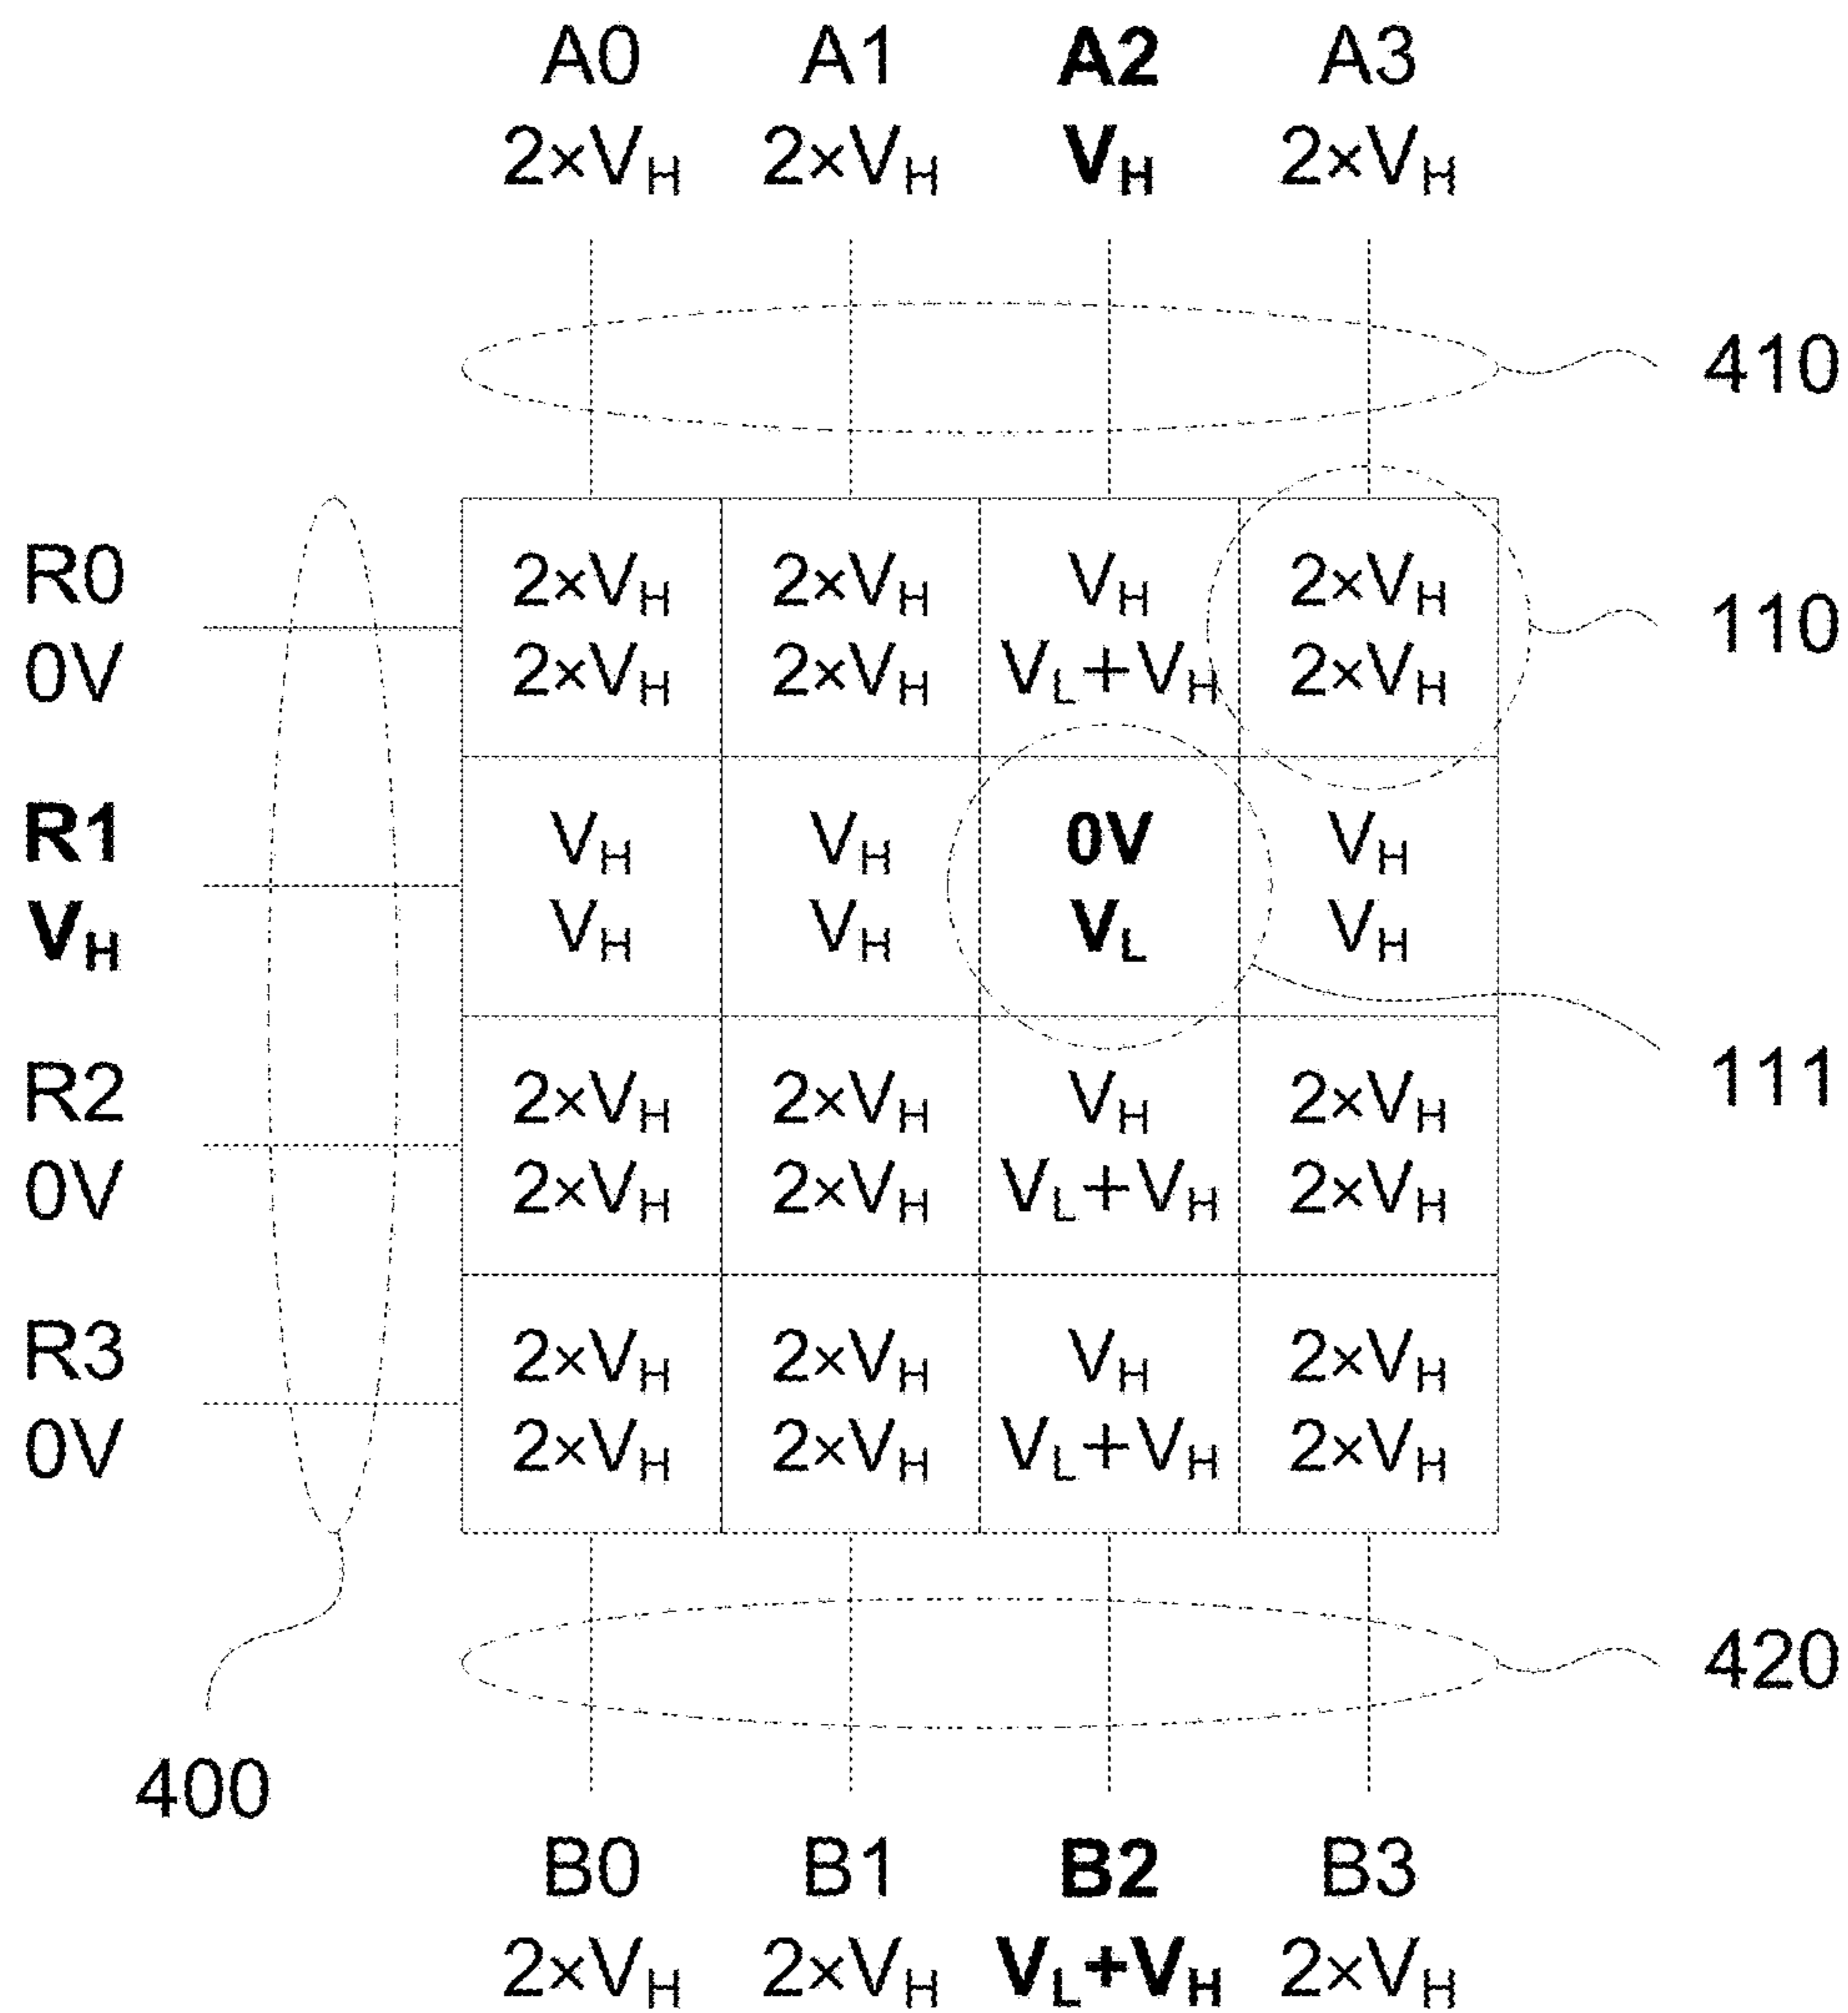 A0 A1 A2 A3
2×VH 2×VH VH 2×VH
410
R0 2×VH 2×VH VH 2×VH 110
0V 2×VH 2×VH VL+VH 2×VH
R1 VH VH 0V VH
VH VH VH VL VH
R2 2×VH 2×VH VH 2×VH 111
0V 2×VH 2×VH VL+VH 2×VH
R3 2×VH 2×VH VH 2×VH
0V 2×VH 2×VH VL+VH 2×VH
420
400
B0 B1 B2 B3
2×VH 2×VH VL+VH 2×VH